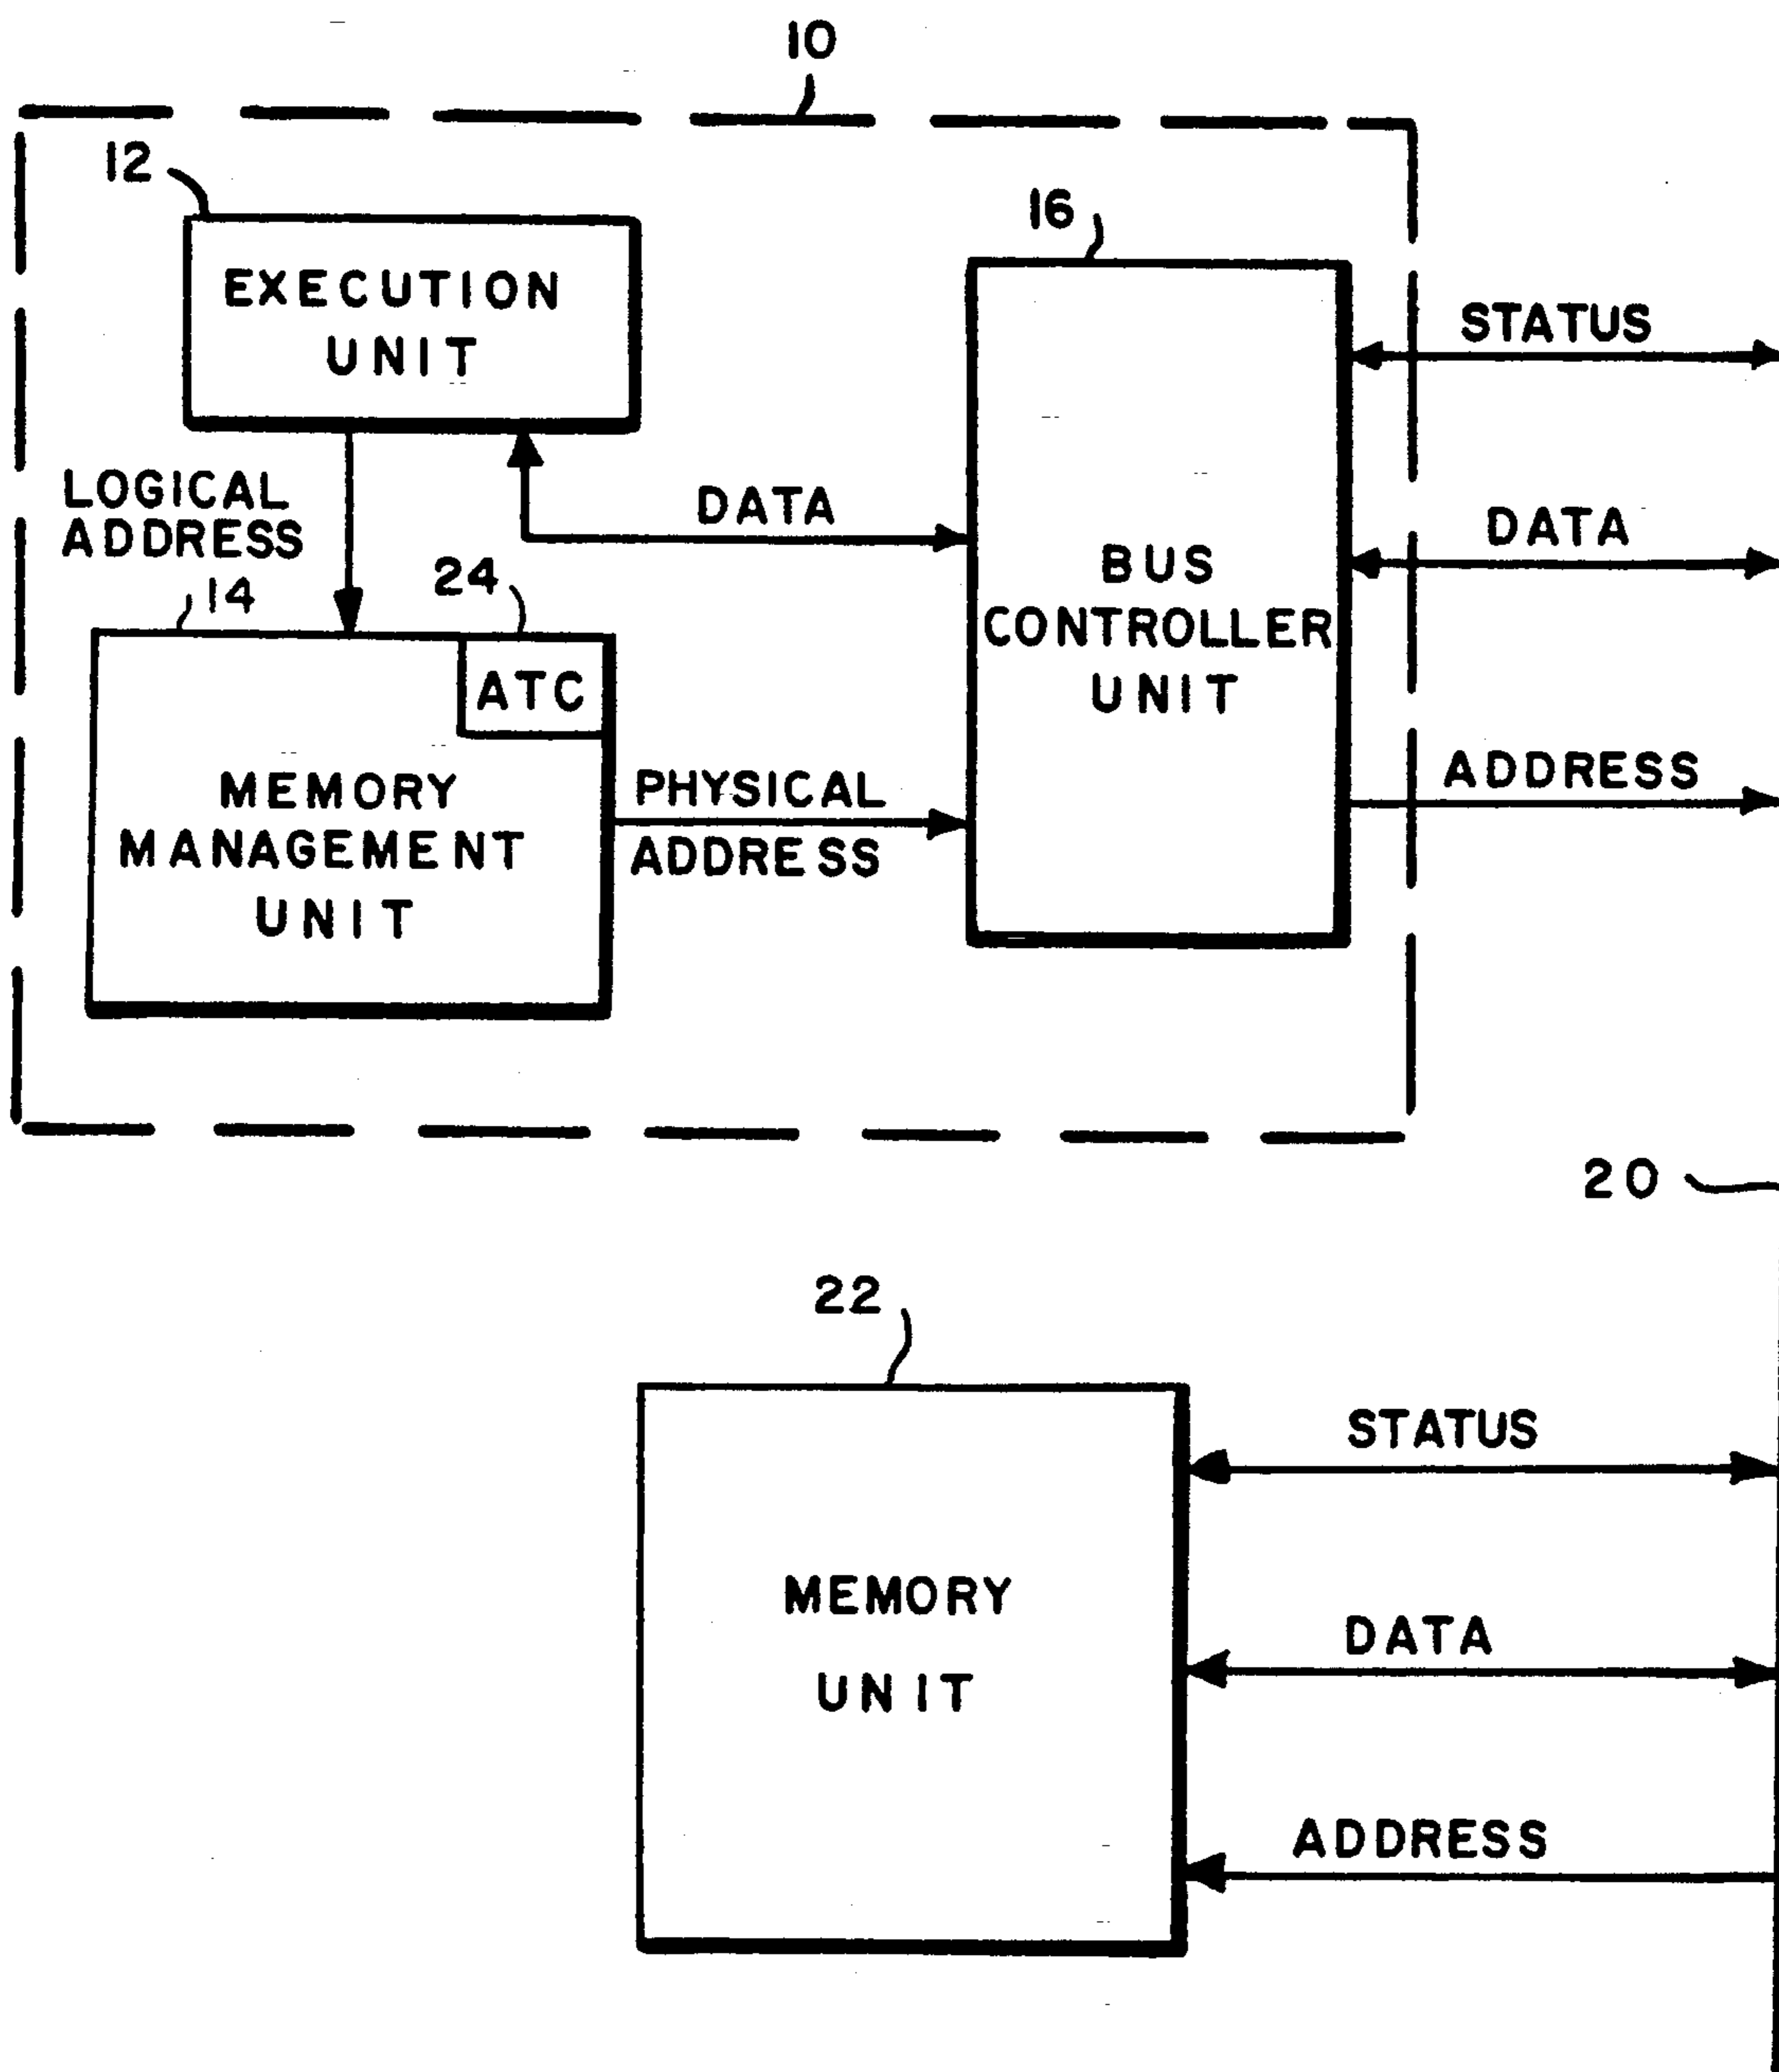 10
12
EXECUTION
UNIT
16
STATUS
LOGICAL
ADDRESS
DATA
DATA
14
24
ATC
BUS
CONTROLLER
UNIT
MEMORY
MANAGEMENT
UNIT
PHYSICAL
ADDRESS
ADDRESS
20
22
STATUS
MEMORY
UNIT
DATA
ADDRESS